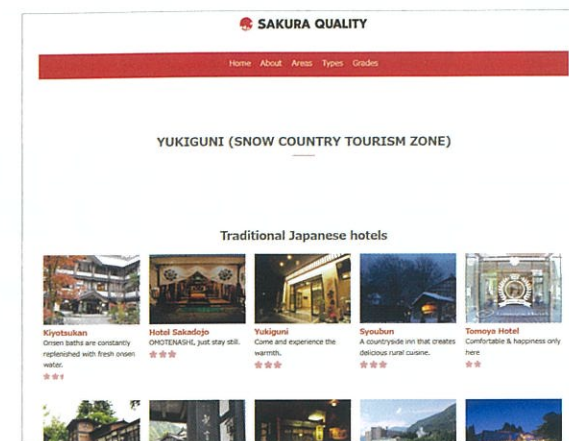 SAKURA QUALITY
Home About Areas Types Grades
YUKIGUNI (SNOW COUNTRY TOURISM ZONE)
Traditional Japanese hotels
Kiyotsukan
Onsen baths are constantly
replenished with fresh onsen
water.
Hotel Sakadojo
OMOTENASHI, just stay still.
Yukiguni
Come and experience the
warmth.
Syoubun
A countryside inn that creates
delicious rural cuisine.
Tomoya Hotel
Comfortable & happiness only
here